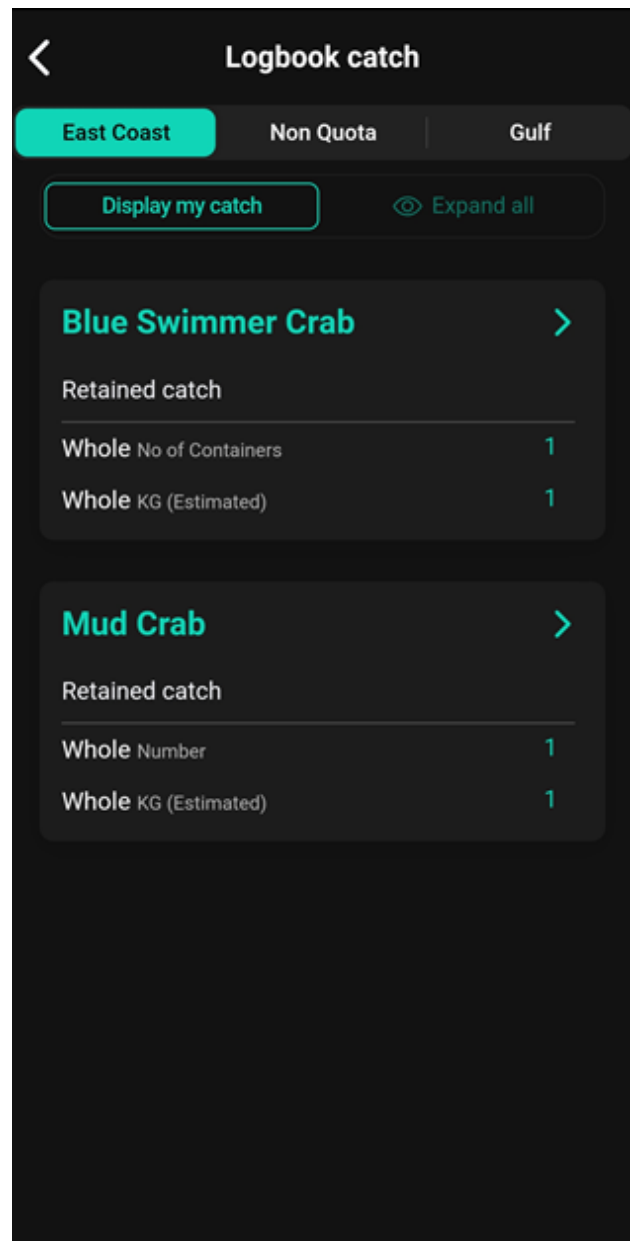 Logbook catch
East Coast Non Quota Gulf
Display my catch Expand all
Blue Swimmer Crab
Retained catch
Whole No of Containers 1
Whole KG (Estimated) 1
Mud Crab
Retained catch
Whole Number 1
Whole KG (Estimated) 1